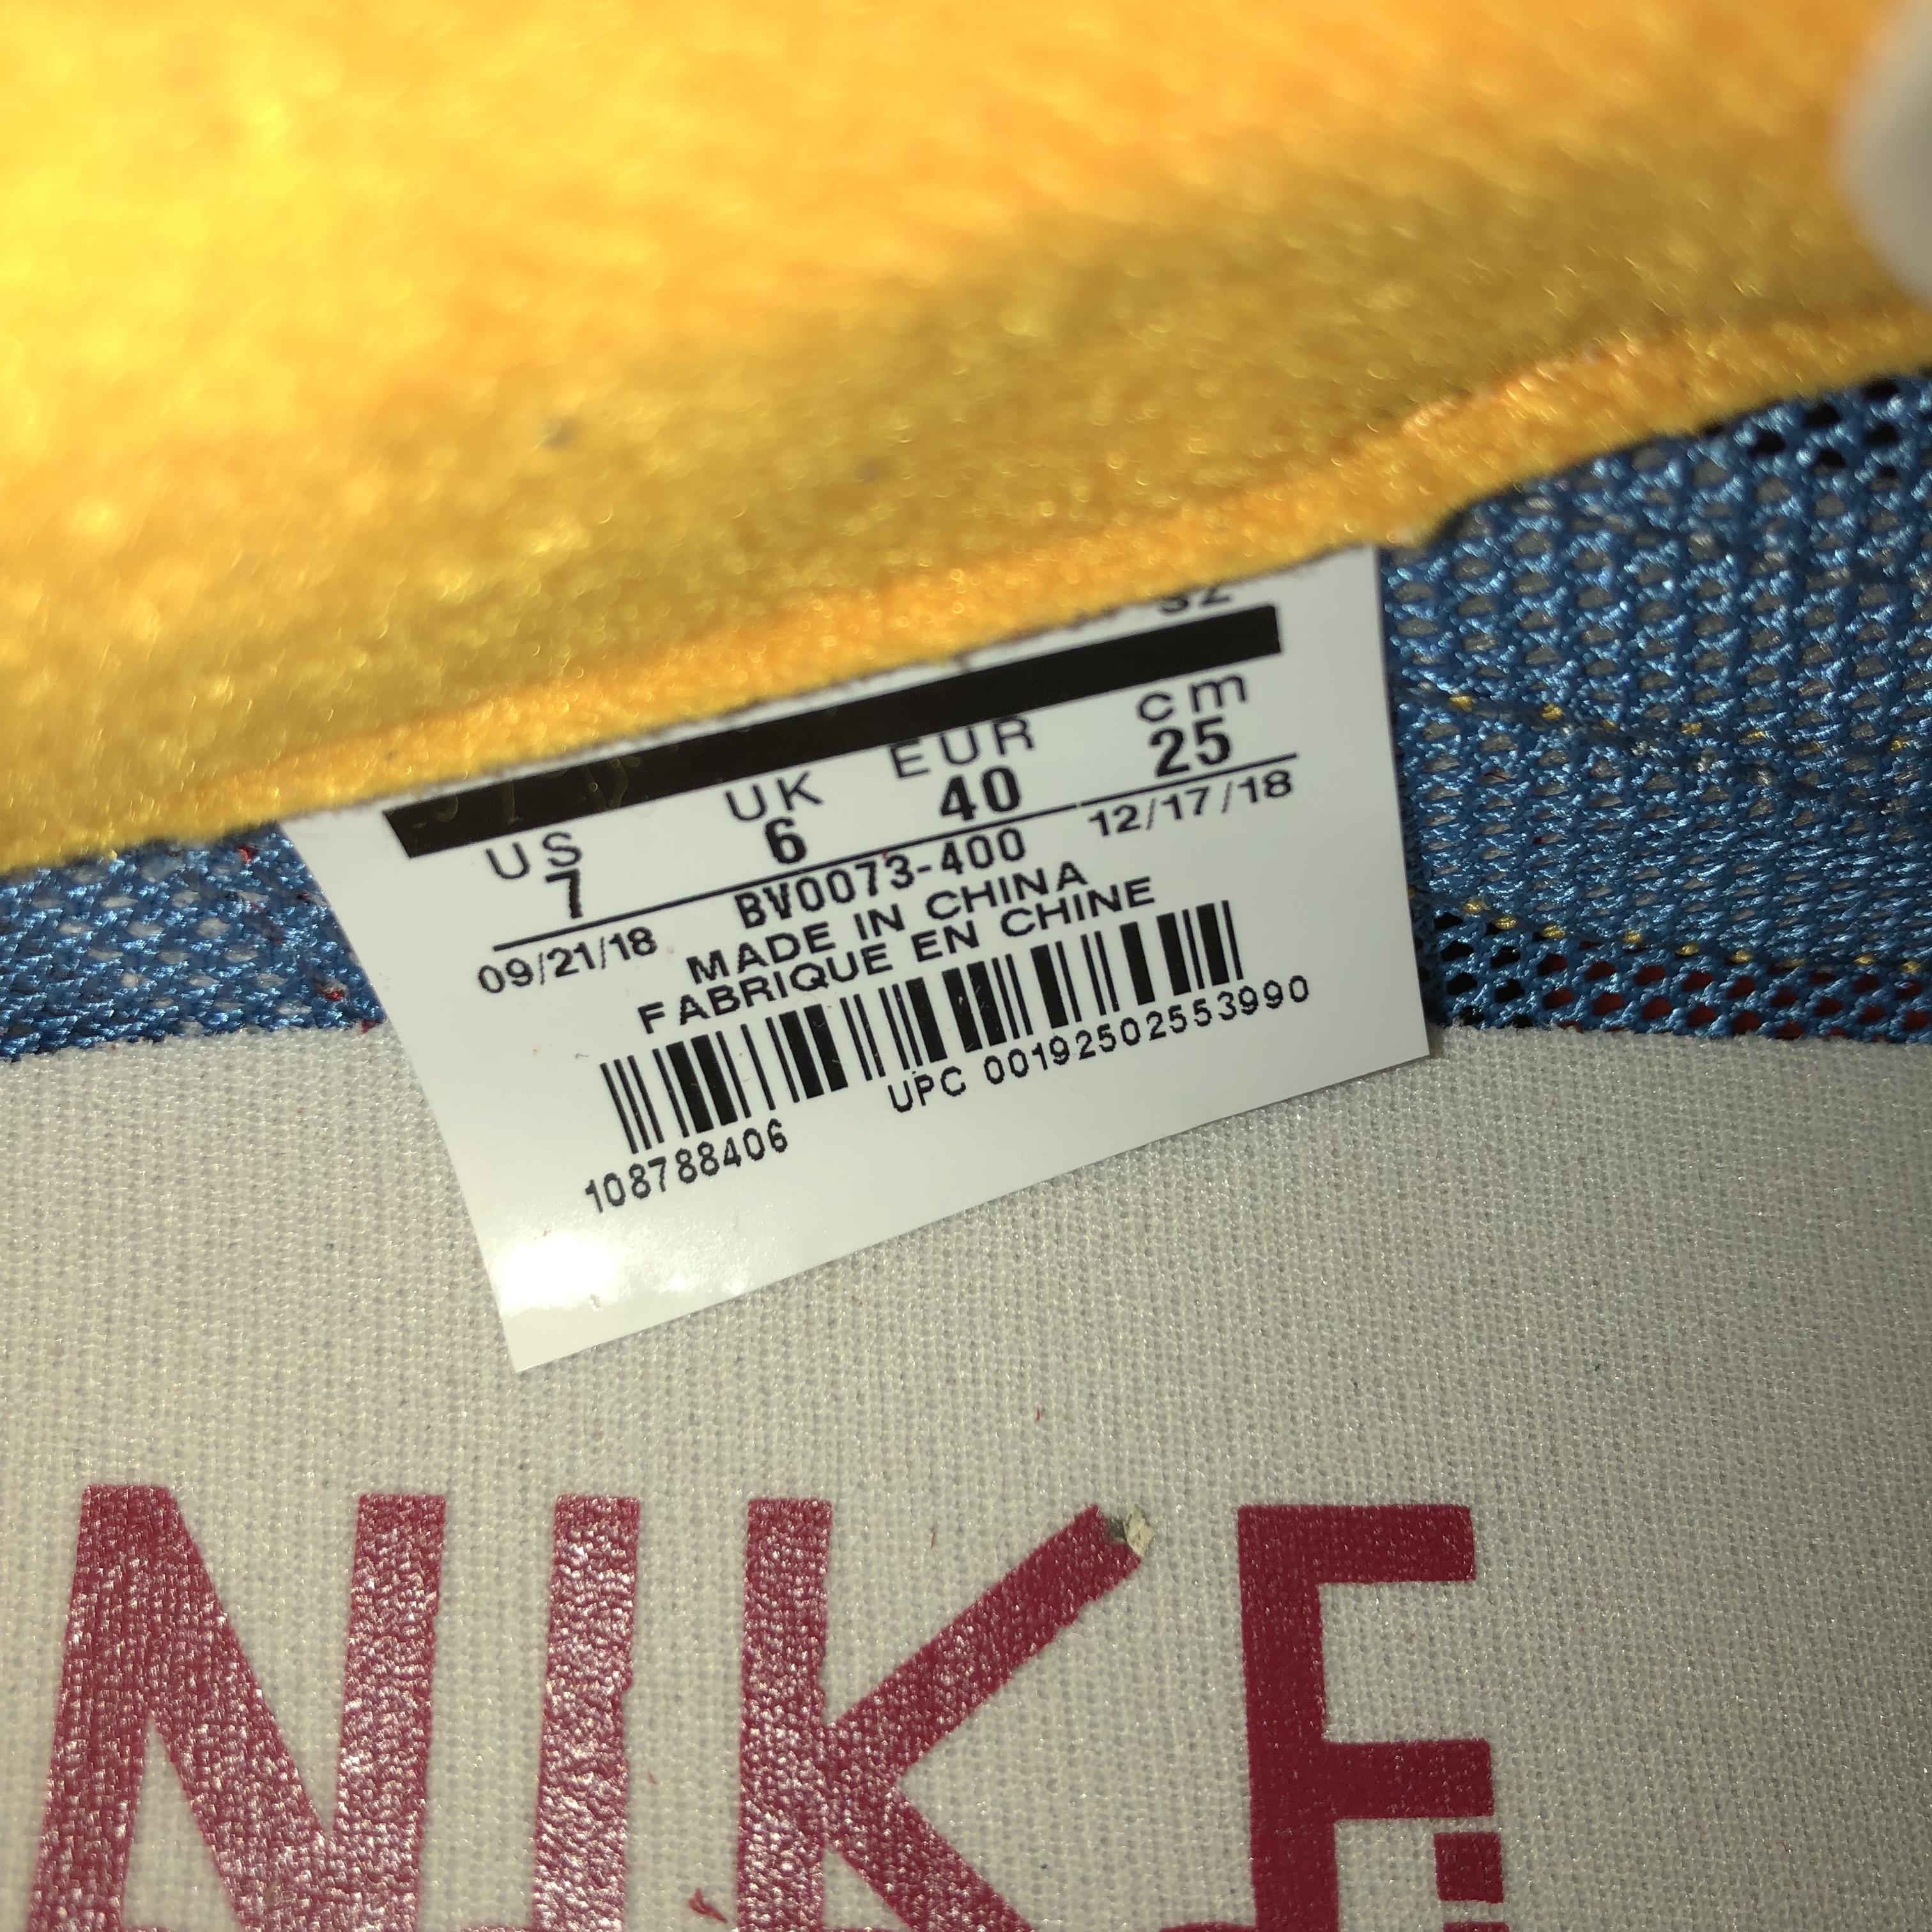 US UK EUR cm
7 6 40 25
09/21/18 BV0073-400 12/17/18
MADE IN CHINA
FABRIQUE EN CHINE
108788406 UPC 00192502553990
NIKE